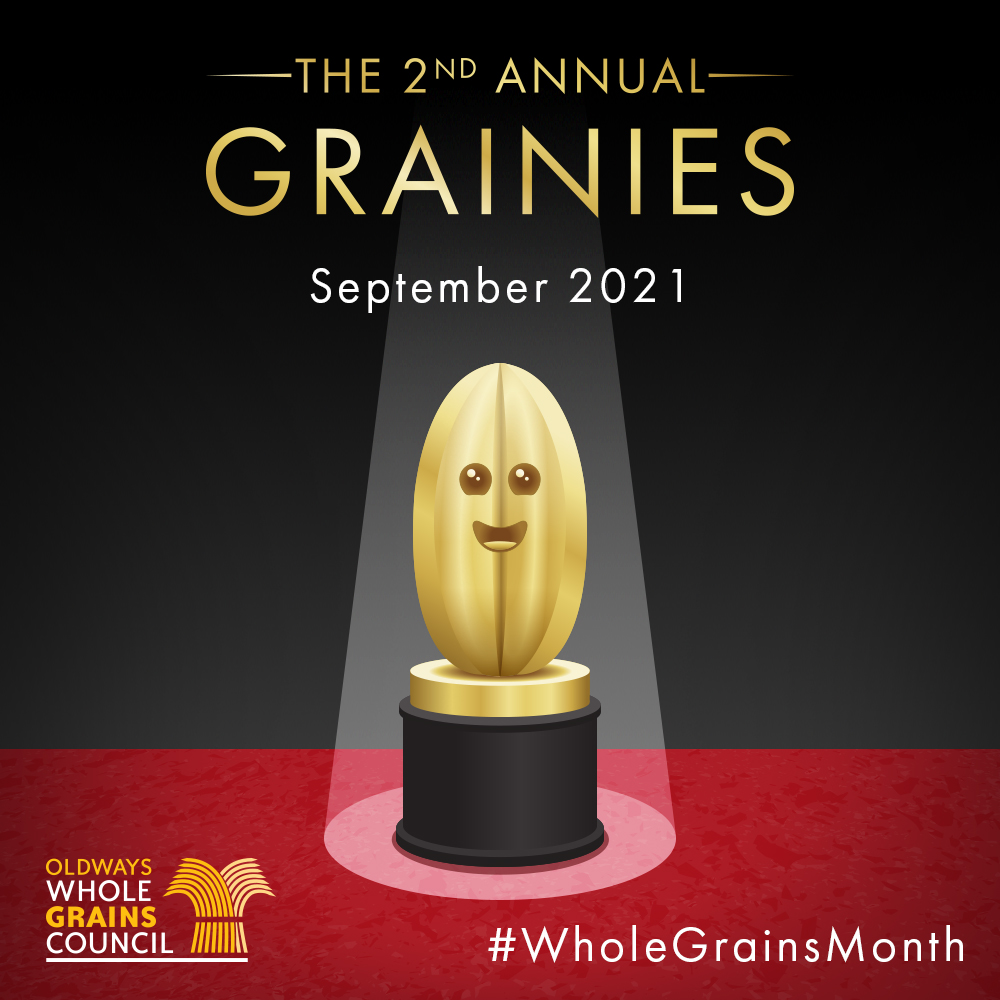 THE 2ND ANNUAL
GRAINIES
September 2021
OLDWAYS
WHOLE
GRAINS
COUNCIL
#WholeGrainsMonth